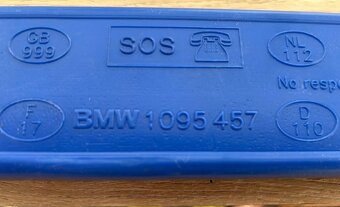 GB
999
SOS
NL
112
No respo
F
17
BMW 1095 457
D
110